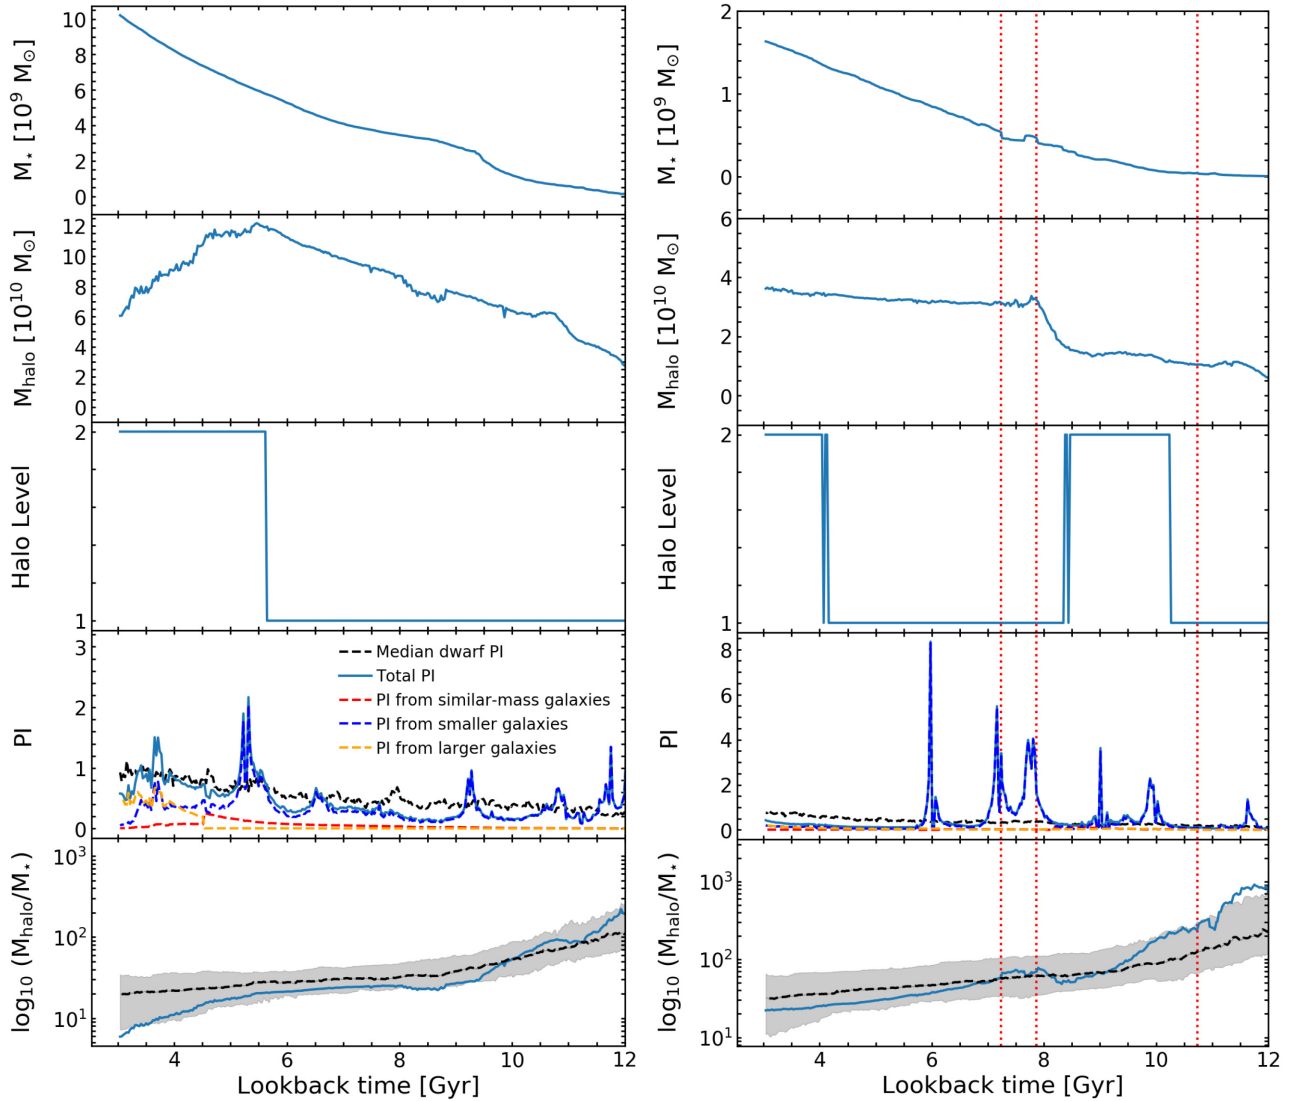 M⋆ [10⁹ M⊙]
10
8
6
4
2
0
M_halo [10¹⁰ M⊙]
12
10
8
6
4
2
0
Halo Level
2
1
PI
3
2
1
0
Median dwarf PI
Total PI
PI from similar-mass galaxies
PI from smaller galaxies
PI from larger galaxies
log₁₀ (M_halo/M⋆)
10³
10²
10¹
4 6 8 10 12
Lookback time [Gyr]
M⋆ [10⁹ M⊙]
2
1
0
M_halo [10¹⁰ M⊙]
6
4
2
0
Halo Level
2
1
PI
8
6
4
2
0
log₁₀ (M_halo/M⋆)
10³
10²
10¹
4 6 8 10 12
Lookback time [Gyr]